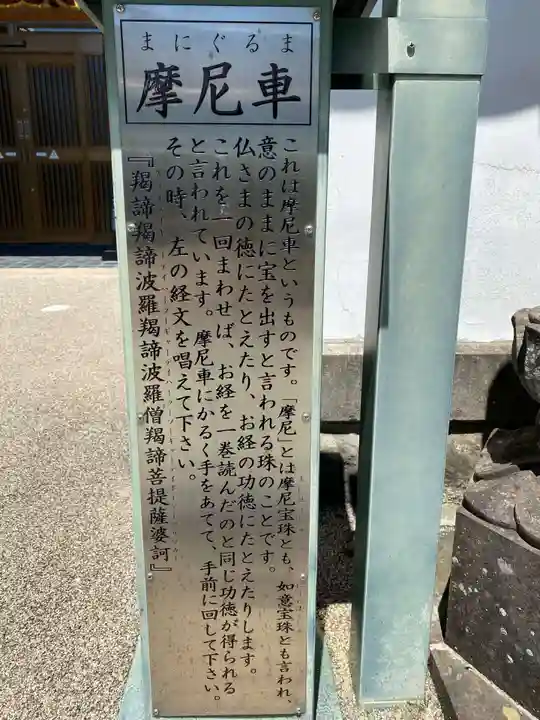 まにぐるま
摩尼車
これは摩尼車というものです。「摩尼」とは摩尼宝珠とも、如意宝珠とも言われ、
意のままに宝を出すと言われる珠のことです。
仏さまの徳にたとえたり、お経の功徳にたとえたりします。
これを一回まわせば、お経を一巻読んだのと同じ功徳が得られる
と言われています。摩尼車にかるく手をあてて、手前に回して下さい。
その時、左の経文を唱えて下さい。
『羯諦羯諦波羅羯諦波羅僧羯諦菩提薩婆訶』